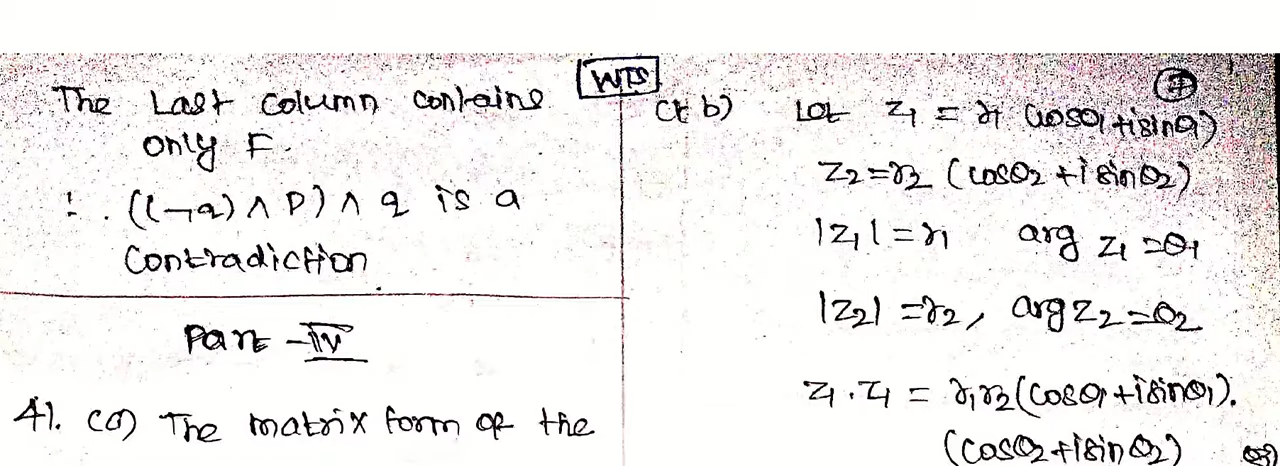 The Last column contains
only F.
∴ ((¬q) ∧ p) ∧ q is a
contradiction
Part - IV
41. (a) The matrix form of the
WTS
7
b) Let z1 = r1 (cosθ1 + i sinθ1)
z2 = r2 (cosθ2 + i sinθ2)
|z1| = r1 arg z1 = θ1
|z2| = r2, arg z2 = θ2
z1 . z1 = r1r2 (cosθ1 + i sinθ1).
(cosθ2 + i sinθ2)